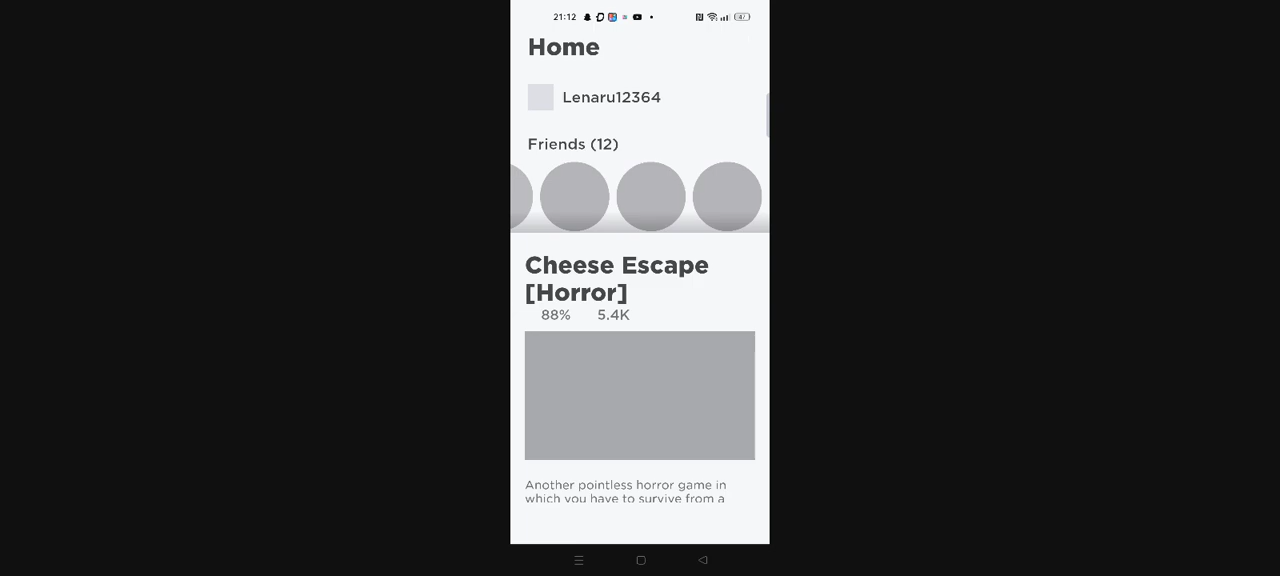 21:12
Home
Lenaru12364
Friends (12)
Cheese Escape
[Horror]
88% 5.4K
Another pointless horror game in
which you have to survive from a